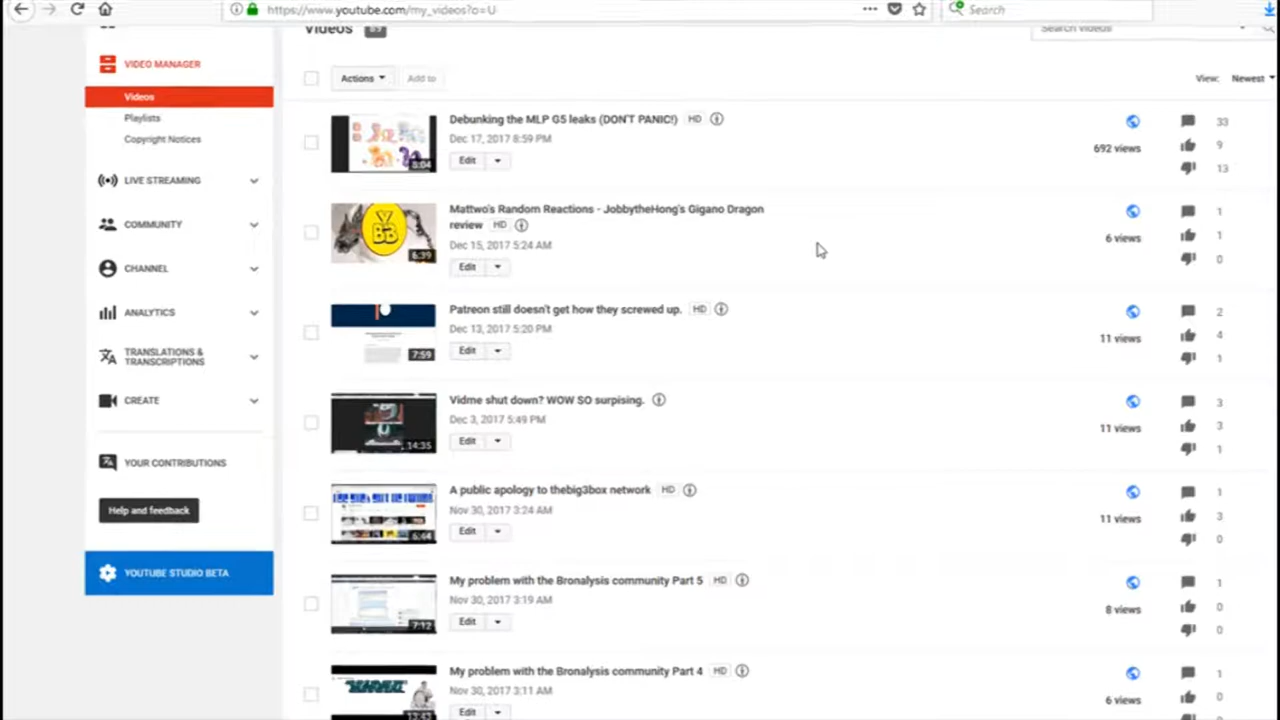 https://www.youtube.com/my_videos?o=U
Search
Videos 89
Search videos
VIDEO MANAGER
Videos
Playlists
Copyright Notices
LIVE STREAMING
COMMUNITY
CHANNEL
ANALYTICS
TRANSLATIONS &
TRANSCRIPTIONS
CREATE
YOUR CONTRIBUTIONS
Help and feedback
YOUTUBE STUDIO BETA
Actions Add to View: Newest
Debunking the MLP G5 leaks (DON'T PANIC!) HD
Dec 17, 2017 8:59 PM
Edit
692 views
33
9
13
YBB
6:39
Mattwo's Random Reactions - JobbytheHong's Gigano Dragon
review HD
Dec 15, 2017 5:24 AM
Edit
6 views
1
1
0
7:59
Patreon still doesn't get how they screwed up. HD
Dec 13, 2017 5:20 PM
Edit
11 views
2
4
1
14:35
Vidme shut down? WOW SO surpising.
Dec 3, 2017 5:49 PM
Edit
11 views
3
3
1
A public apology to thebig3box network HD
Nov 30, 2017 3:24 AM
Edit
11 views
1
3
0
7:12
My problem with the Bronalysis community Part 5 HD
Nov 30, 2017 3:19 AM
Edit
8 views
1
0
0
My problem with the Bronalysis community Part 4 HD
Nov 30, 2017 3:11 AM
Edit
6 views
1
0